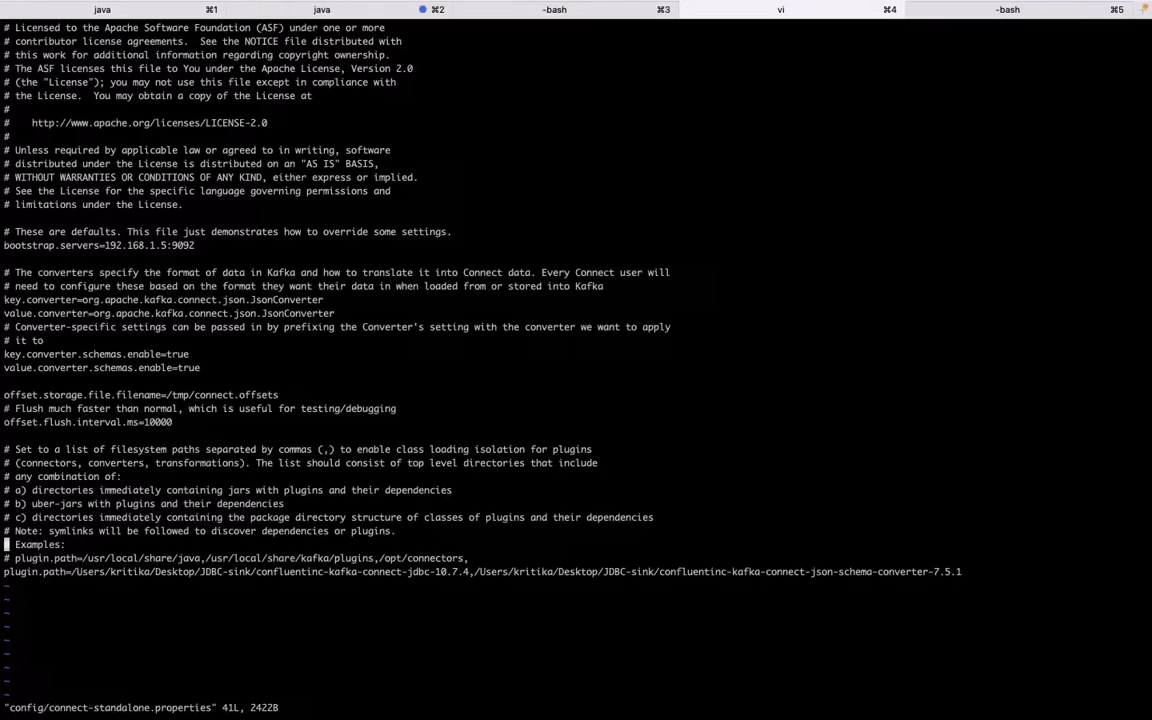 java ⌘1 java ⌘2 -bash ⌘3 vi ⌘4 -bash ⌘5
# Licensed to the Apache Software Foundation (ASF) under one or more
# contributor license agreements.  See the NOTICE file distributed with
# this work for additional information regarding copyright ownership.
# The ASF licenses this file to You under the Apache License, Version 2.0
# (the "License"); you may not use this file except in compliance with
# the License.  You may obtain a copy of the License at
#
#    http://www.apache.org/licenses/LICENSE-2.0
#
# Unless required by applicable law or agreed to in writing, software
# distributed under the License is distributed on an "AS IS" BASIS,
# WITHOUT WARRANTIES OR CONDITIONS OF ANY KIND, either express or implied.
# See the License for the specific language governing permissions and
# limitations under the License.
# These are defaults. This file just demonstrates how to override some settings.
bootstrap.servers=192.168.1.5:9092
# The converters specify the format of data in Kafka and how to translate it into Connect data. Every Connect user will
# need to configure these based on the format they want their data in when loaded from or stored into Kafka
key.converter=org.apache.kafka.connect.json.JsonConverter
value.converter=org.apache.kafka.connect.json.JsonConverter
# Converter-specific settings can be passed in by prefixing the Converter's setting with the converter we want to apply
# it to
key.converter.schemas.enable=true
value.converter.schemas.enable=true
offset.storage.file.filename=/tmp/connect.offsets
# Flush much faster than normal, which is useful for testing/debugging
offset.flush.interval.ms=10000
# Set to a list of filesystem paths separated by commas (,) to enable class loading isolation for plugins
# (connectors, converters, transformations). The list should consist of top level directories that include
# any combination of:
# a) directories immediately containing jars with plugins and their dependencies
# b) uber-jars with plugins and their dependencies
# c) directories immediately containing the package directory structure of classes of plugins and their dependencies
# Note: symlinks will be followed to discover dependencies or plugins.
Examples:
# plugin.path=/usr/local/share/java,/usr/local/share/kafka/plugins,/opt/connectors,
plugin.path=/Users/kritika/Desktop/JDBC-sink/confluentinc-kafka-connect-jdbc-10.7.4,/Users/kritika/Desktop/JDBC-sink/confluentinc-kafka-connect-json-schema-converter-7.5.1
~
~
~
~
~
~
~
~
~
"config/connect-standalone.properties" 41L, 2422B